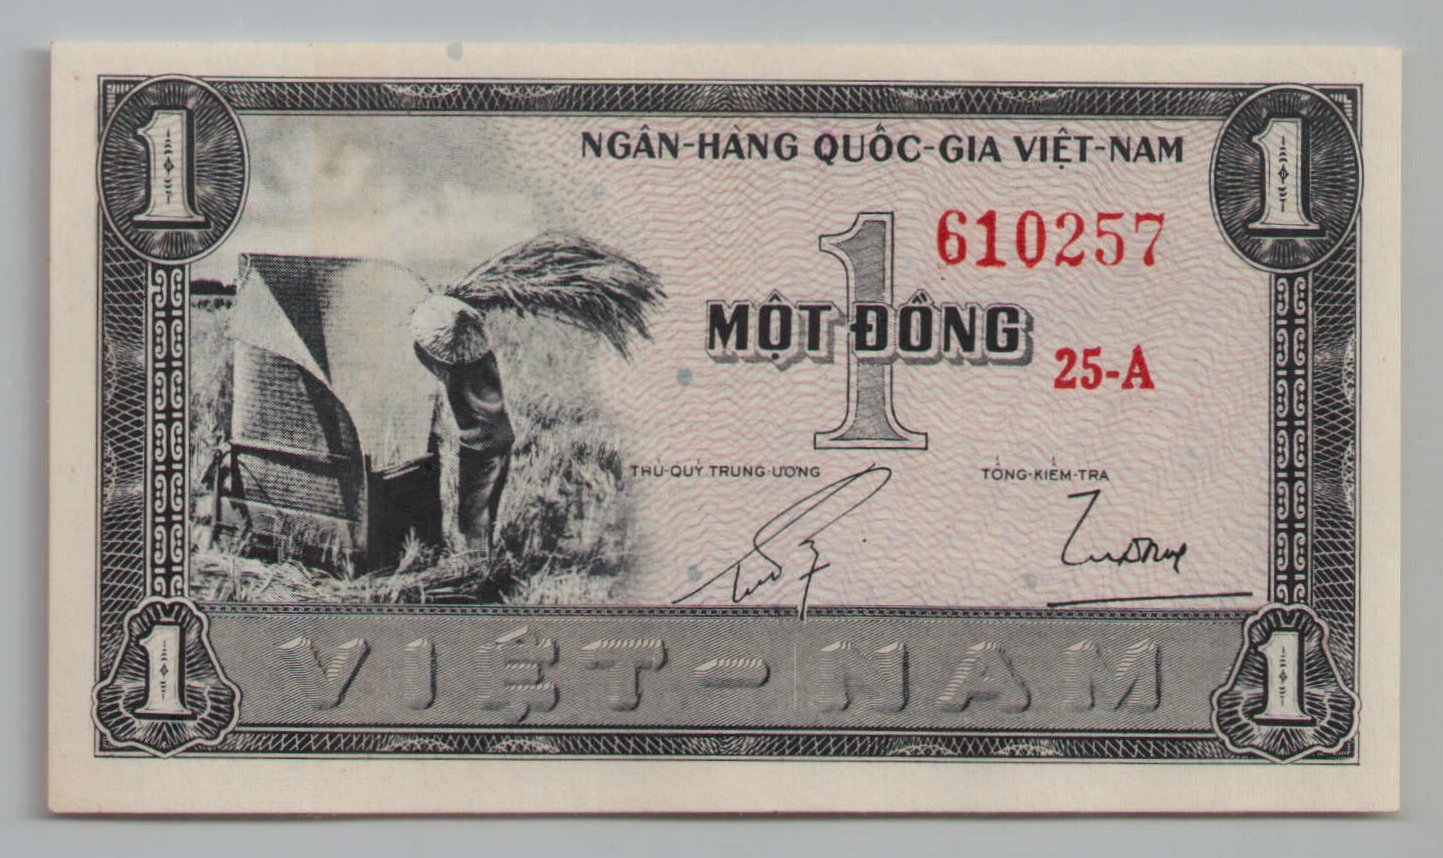 1 1
NGÂN-HÀNG QUỐC-GIA VIỆT-NAM
610257
1
MỘT ĐỒNG
25-A
THỦ-QUỸ TRUNG-ƯƠNG TỔNG-KIỂM-TRA
VIỆT-NAM
1 1